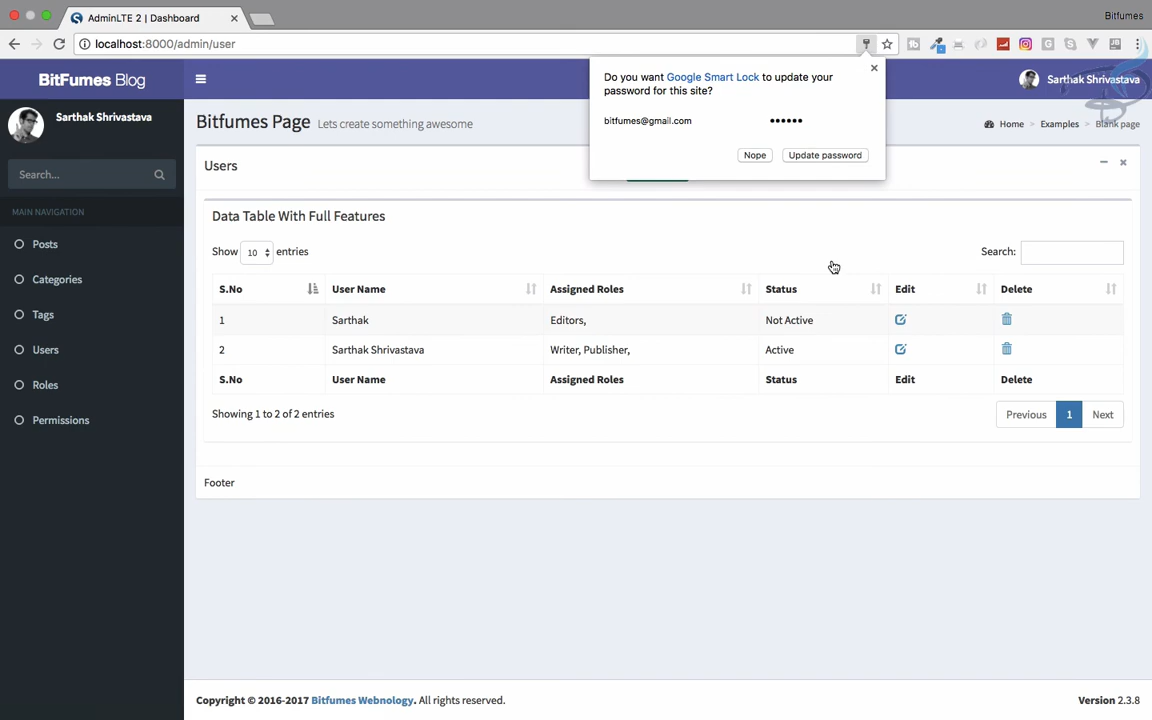 AdminLTE 2 | Dashboard
Bitfumes
localhost:8000/admin/user
Do you want Google Smart Lock to update your
password for this site?
bitfumes@gmail.com ••••••
Nope Update password
BitFumes Blog
Sarthak Shrivastava
Sarthak Shrivastava
Search...
MAIN NAVIGATION
Posts
Categories
Tags
Users
Roles
Permissions
Bitfumes Page Lets create something awesome
Home Examples Blank page
Users
Data Table With Full Features
Show 10 entries
Search:
S.No User Name Assigned Roles Status Edit Delete
1 Sarthak Editors, Not Active
2 Sarthak Shrivastava Writer, Publisher, Active
S.No User Name Assigned Roles Status Edit Delete
Showing 1 to 2 of 2 entries
Previous 1 Next
Footer
Copyright © 2016-2017 Bitfumes Webnology. All rights reserved.
Version 2.3.8